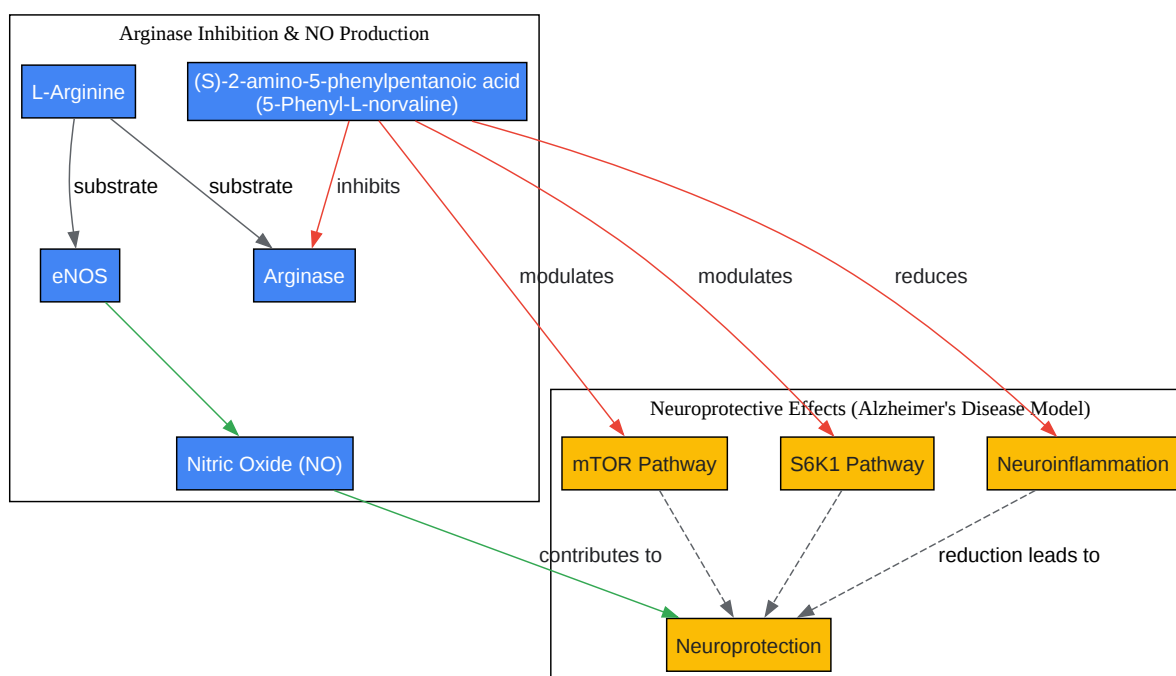 Arginase Inhibition & NO Production
L-Arginine
(S)-2-amino-5-phenylpentanoic acid
(5-Phenyl-L-norvaline)
substrate
substrate
inhibits
eNOS
Arginase
modulates
modulates
reduces
Neuroprotective Effects (Alzheimer's Disease Model)
Nitric Oxide (NO)
mTOR Pathway
S6K1 Pathway
Neuroinflammation
contributes to
reduction leads to
Neuroprotection